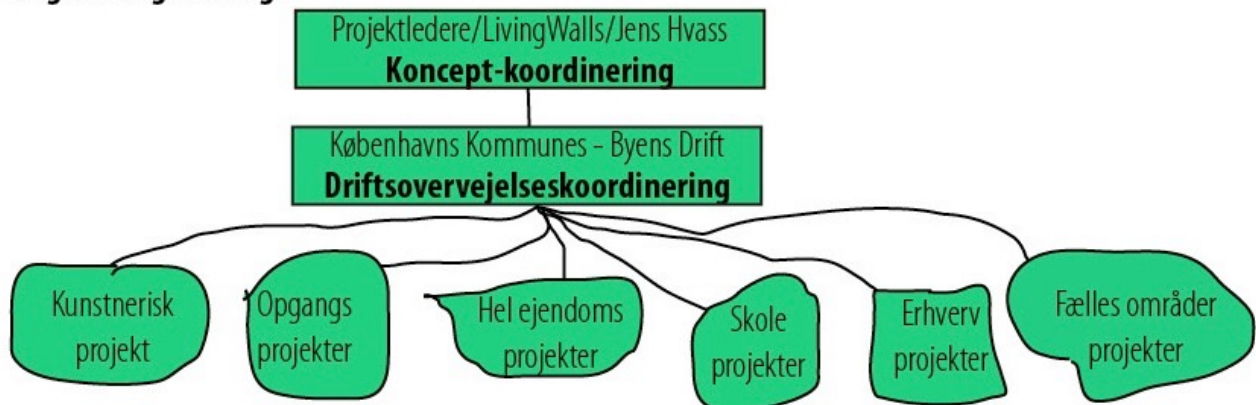 Projektledere/LivingWalls/Jens Hvass
Koncept-koordinering
Københavns Kommunes - Byens Drift
Driftsovervejelseskoordinering
Kunstnerisk
projekt
Opgangs
projekter
Hel ejendoms
projekter
Skole
projekter
Erhverv
projekter
Fælles områder
projekter